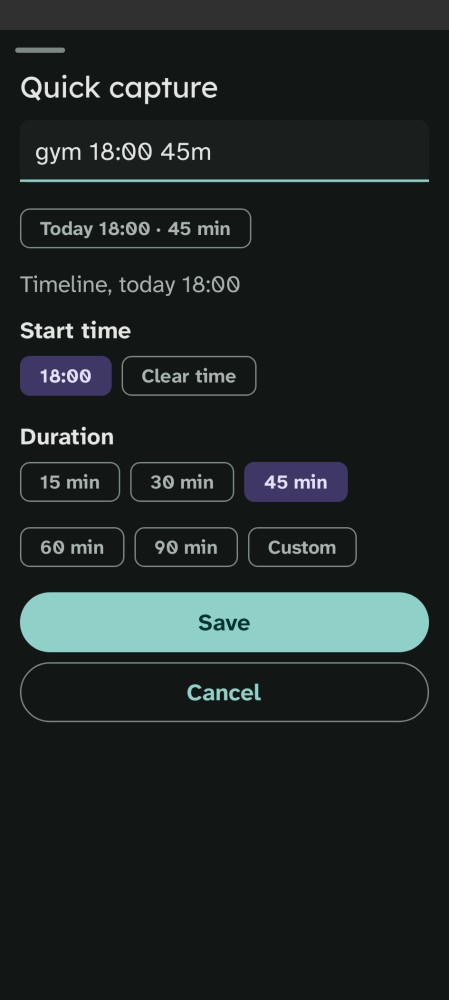 Quick capture
gym 18:00 45m
Today 18:00 · 45 min
Timeline, today 18:00
Start time
18:00 Clear time
Duration
15 min 30 min 45 min
60 min 90 min Custom
Save
Cancel